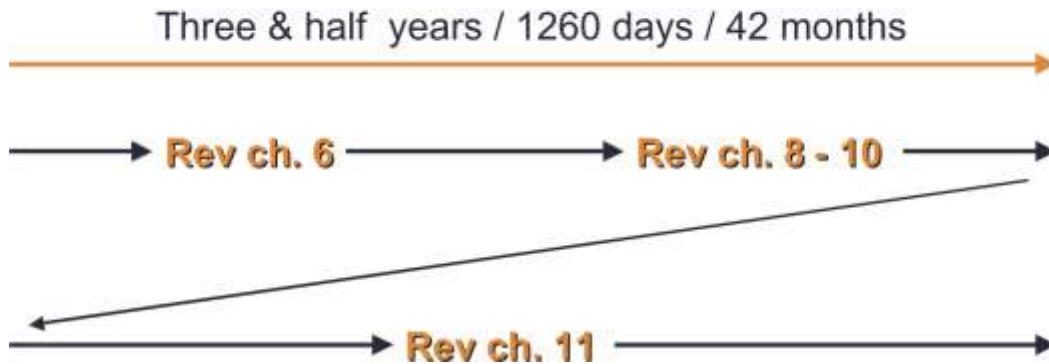 Three & half years / 1260 days / 42 months
Rev ch. 6 Rev ch. 8 - 10
Rev ch. 11